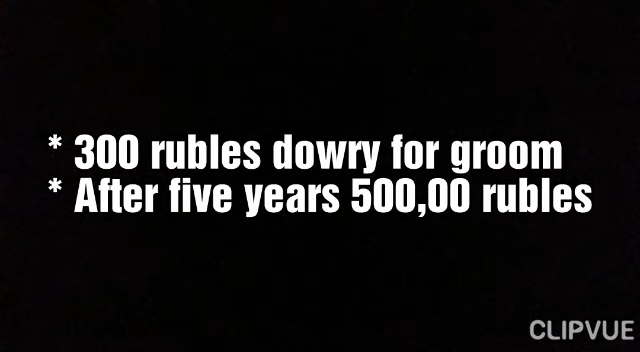 * 300 rubles dowry for groom
* After five years 500,00 rubles
CLIPVUE